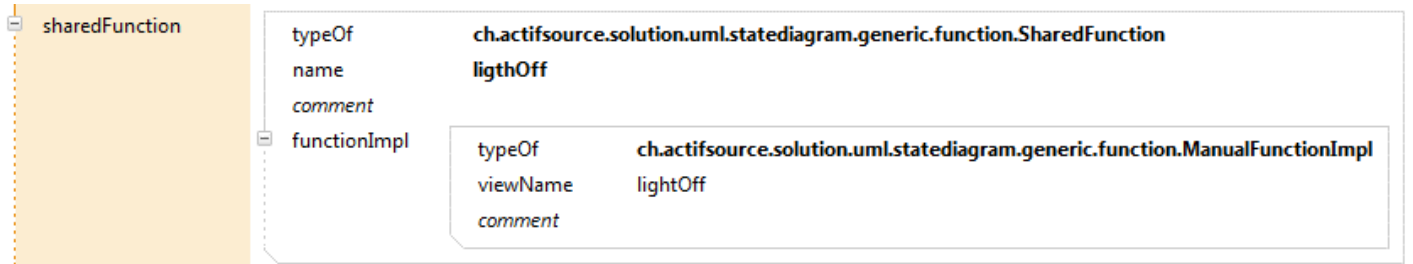 sharedFunction
typeOf ch.actifsource.solution.uml.statediagram.generic.function.SharedFunction
name ligthOff
comment
functionImpl
typeOf ch.actifsource.solution.uml.statediagram.generic.function.ManualFunctionImpl
viewName lightOff
comment